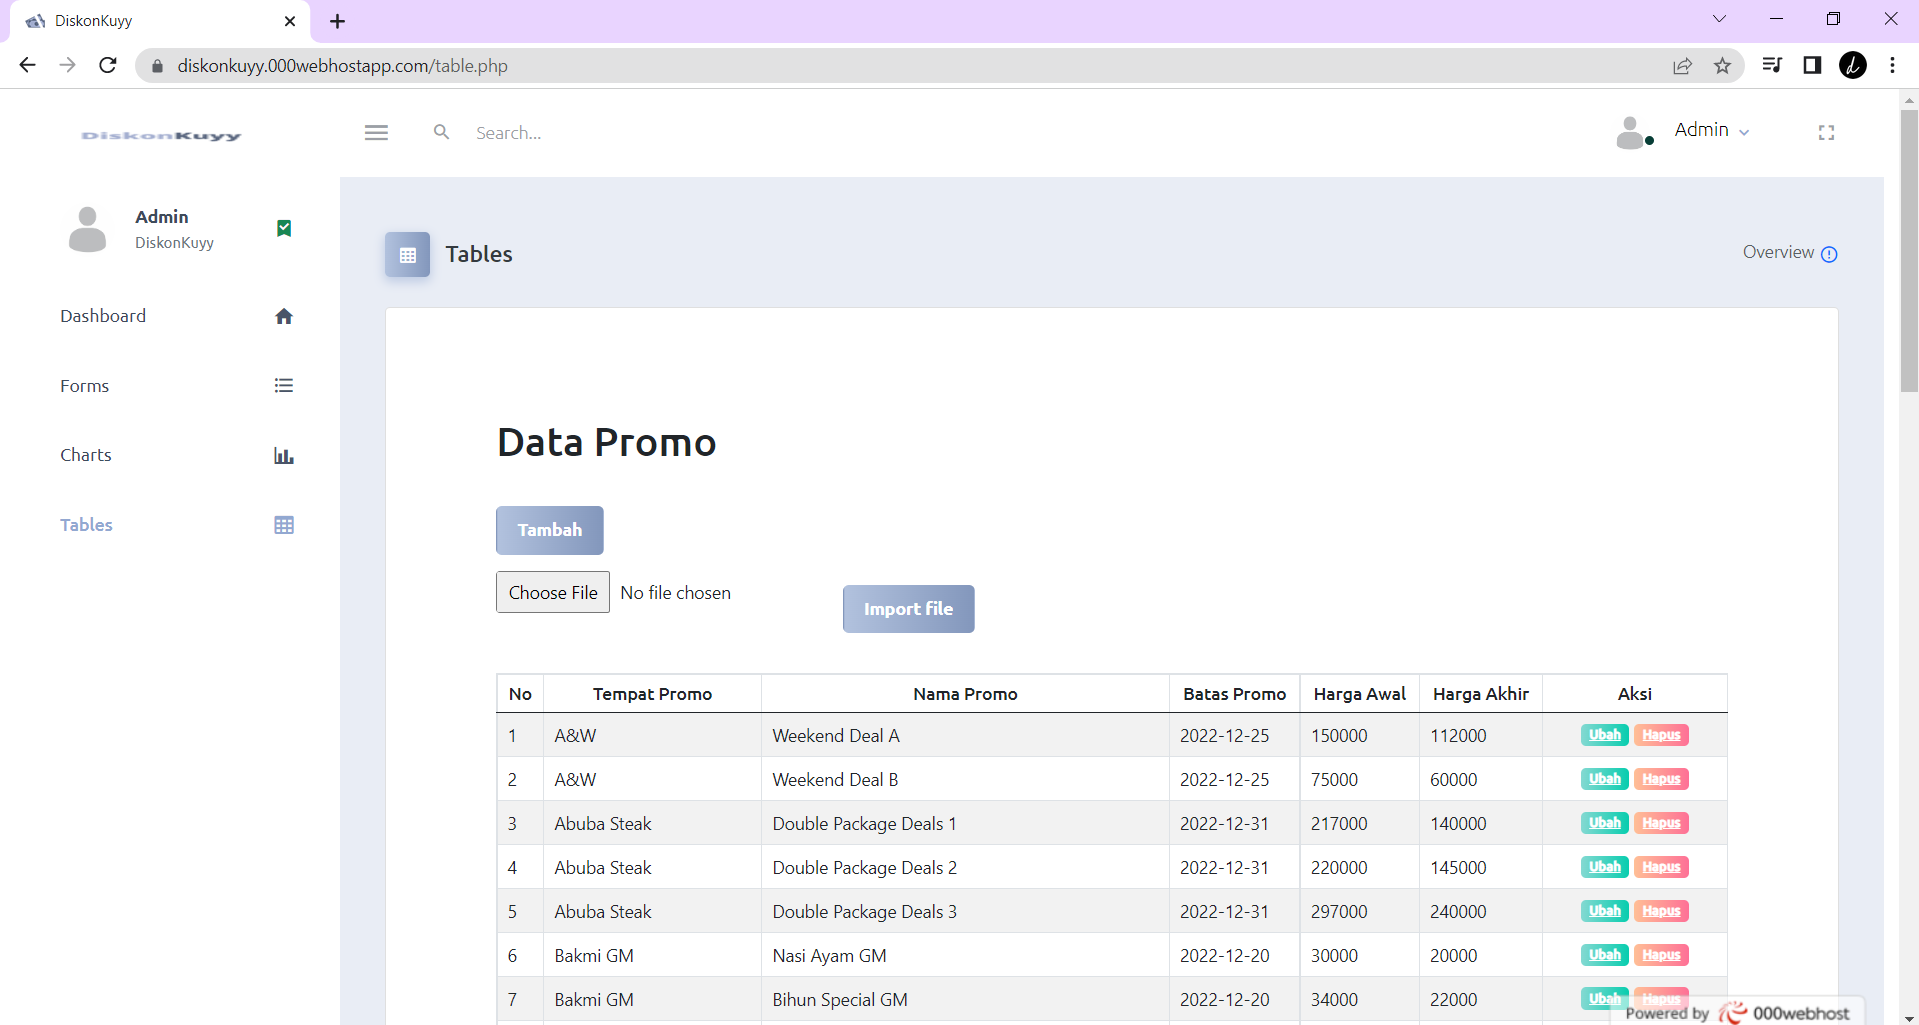 DiskonKuyy
diskonkuyy.000webhostapp.com/table.php
DiskonKuyy
Search...
Admin
Admin
DiskonKuyy
Dashboard
Forms
Charts
Tables
Tables
Overview
Data Promo
Tambah
Choose File No file chosen
Import file
No Tempat Promo Nama Promo Batas Promo Harga Awal Harga Akhir Aksi
1 A&W Weekend Deal A 2022-12-25 150000 112000 Ubah Hapus
2 A&W Weekend Deal B 2022-12-25 75000 60000 Ubah Hapus
3 Abuba Steak Double Package Deals 1 2022-12-31 217000 140000 Ubah Hapus
4 Abuba Steak Double Package Deals 2 2022-12-31 220000 145000 Ubah Hapus
5 Abuba Steak Double Package Deals 3 2022-12-31 297000 240000 Ubah Hapus
6 Bakmi GM Nasi Ayam GM 2022-12-20 30000 20000 Ubah Hapus
7 Bakmi GM Bihun Special GM 2022-12-20 34000 22000 Ubah Hapus
Powered by 000webhost